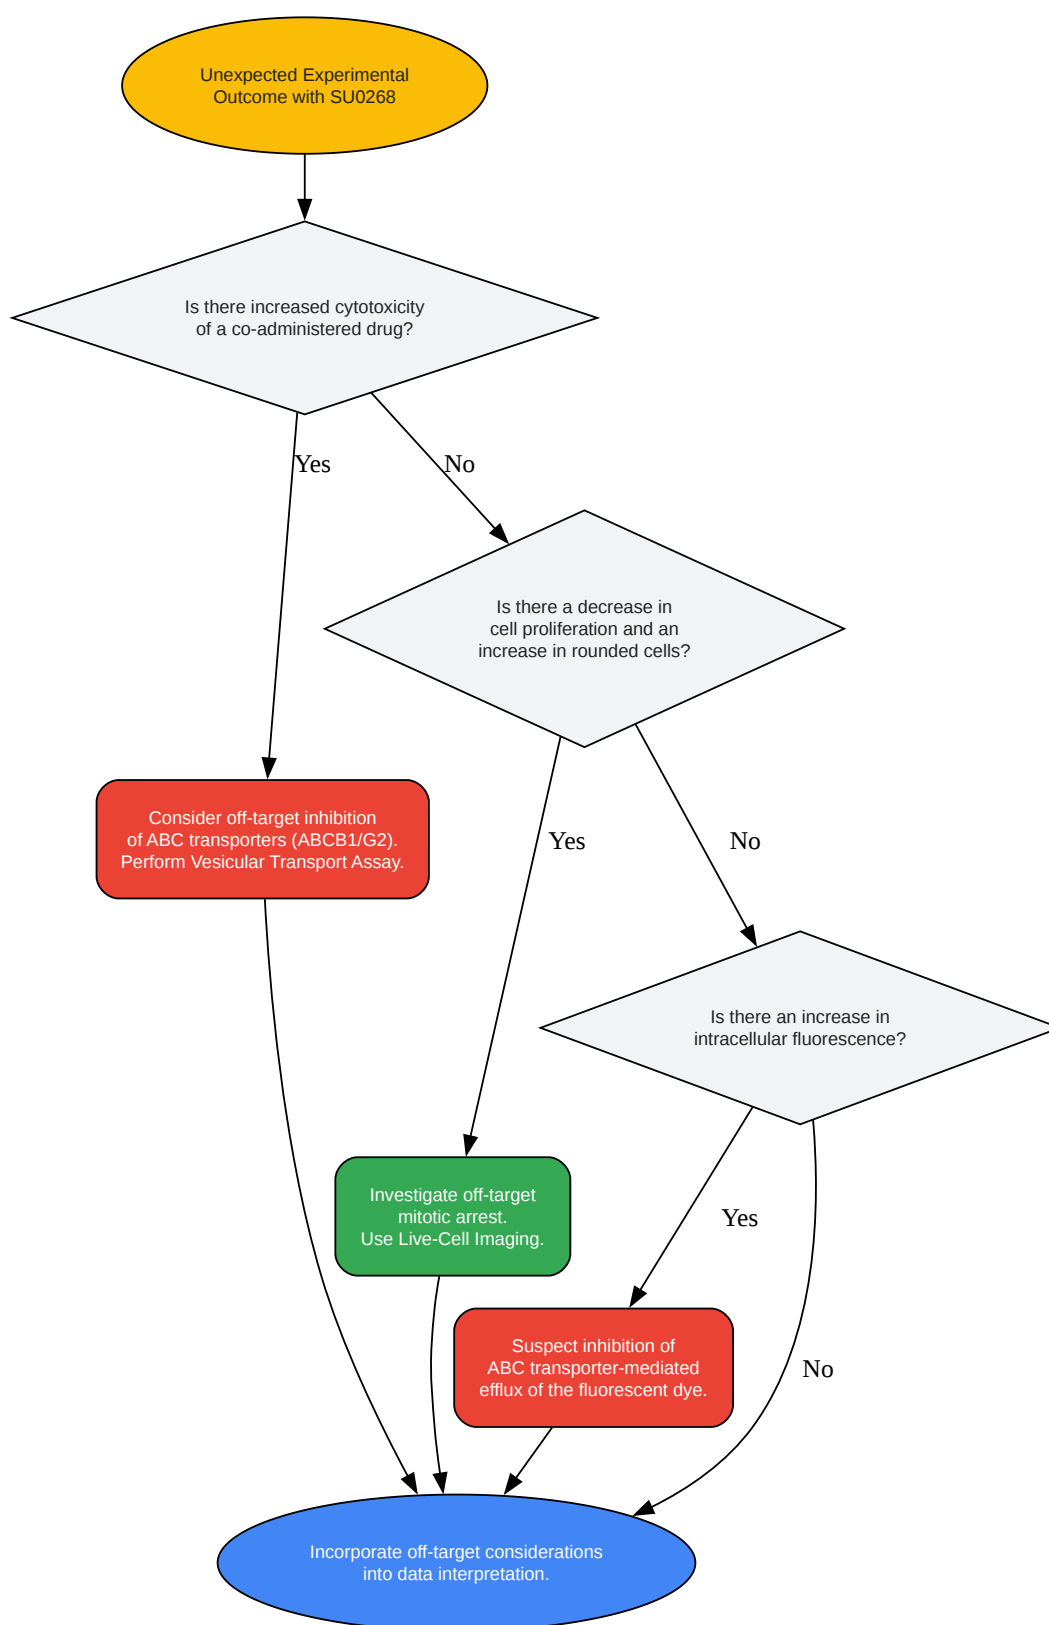 Unexpected Experimental
Outcome with SU0268
Is there increased cytotoxicity
of a co-administered drug?
Yes
No
Is there a decrease in
cell proliferation and an
increase in rounded cells?
Consider off-target inhibition
of ABC transporters (ABCB1/G2).
Perform Vesicular Transport Assay.
Yes
No
Is there an increase in
intracellular fluorescence?
Investigate off-target
mitotic arrest.
Use Live-Cell Imaging.
Yes
Suspect inhibition of
ABC transporter-mediated
efflux of the fluorescent dye.
No
Incorporate off-target considerations
into data interpretation.